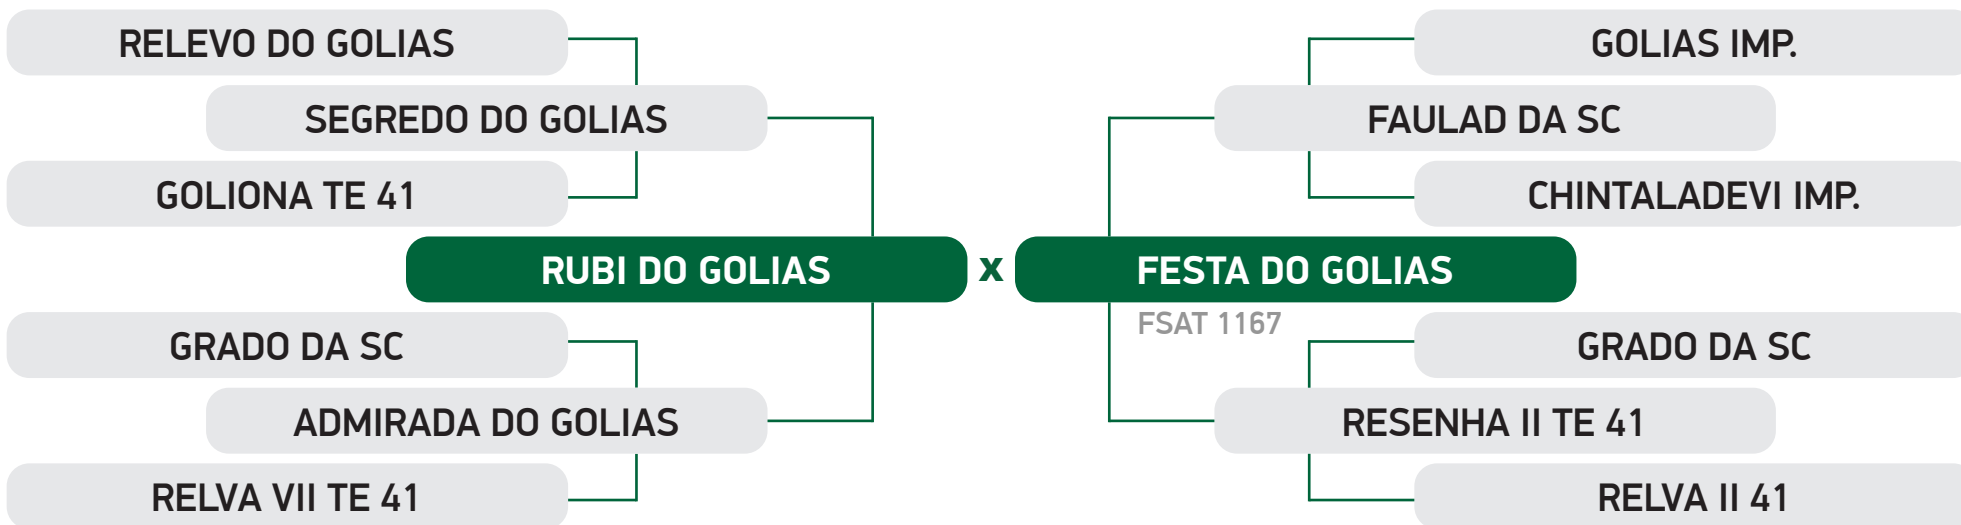 RELEVO DO GOLIAS
GOLIAS IMP.
SEGREDO DO GOLIAS
FAULAD DA SC
GOLIONA TE 41
CHINTALADEVI IMP.
RUBI DO GOLIAS x FESTA DO GOLIAS
FSAT 1167
GRADO DA SC
GRADO DA SC
ADMIRADA DO GOLIAS
RESENHA II TE 41
RELVA VII TE 41
RELVA II 41